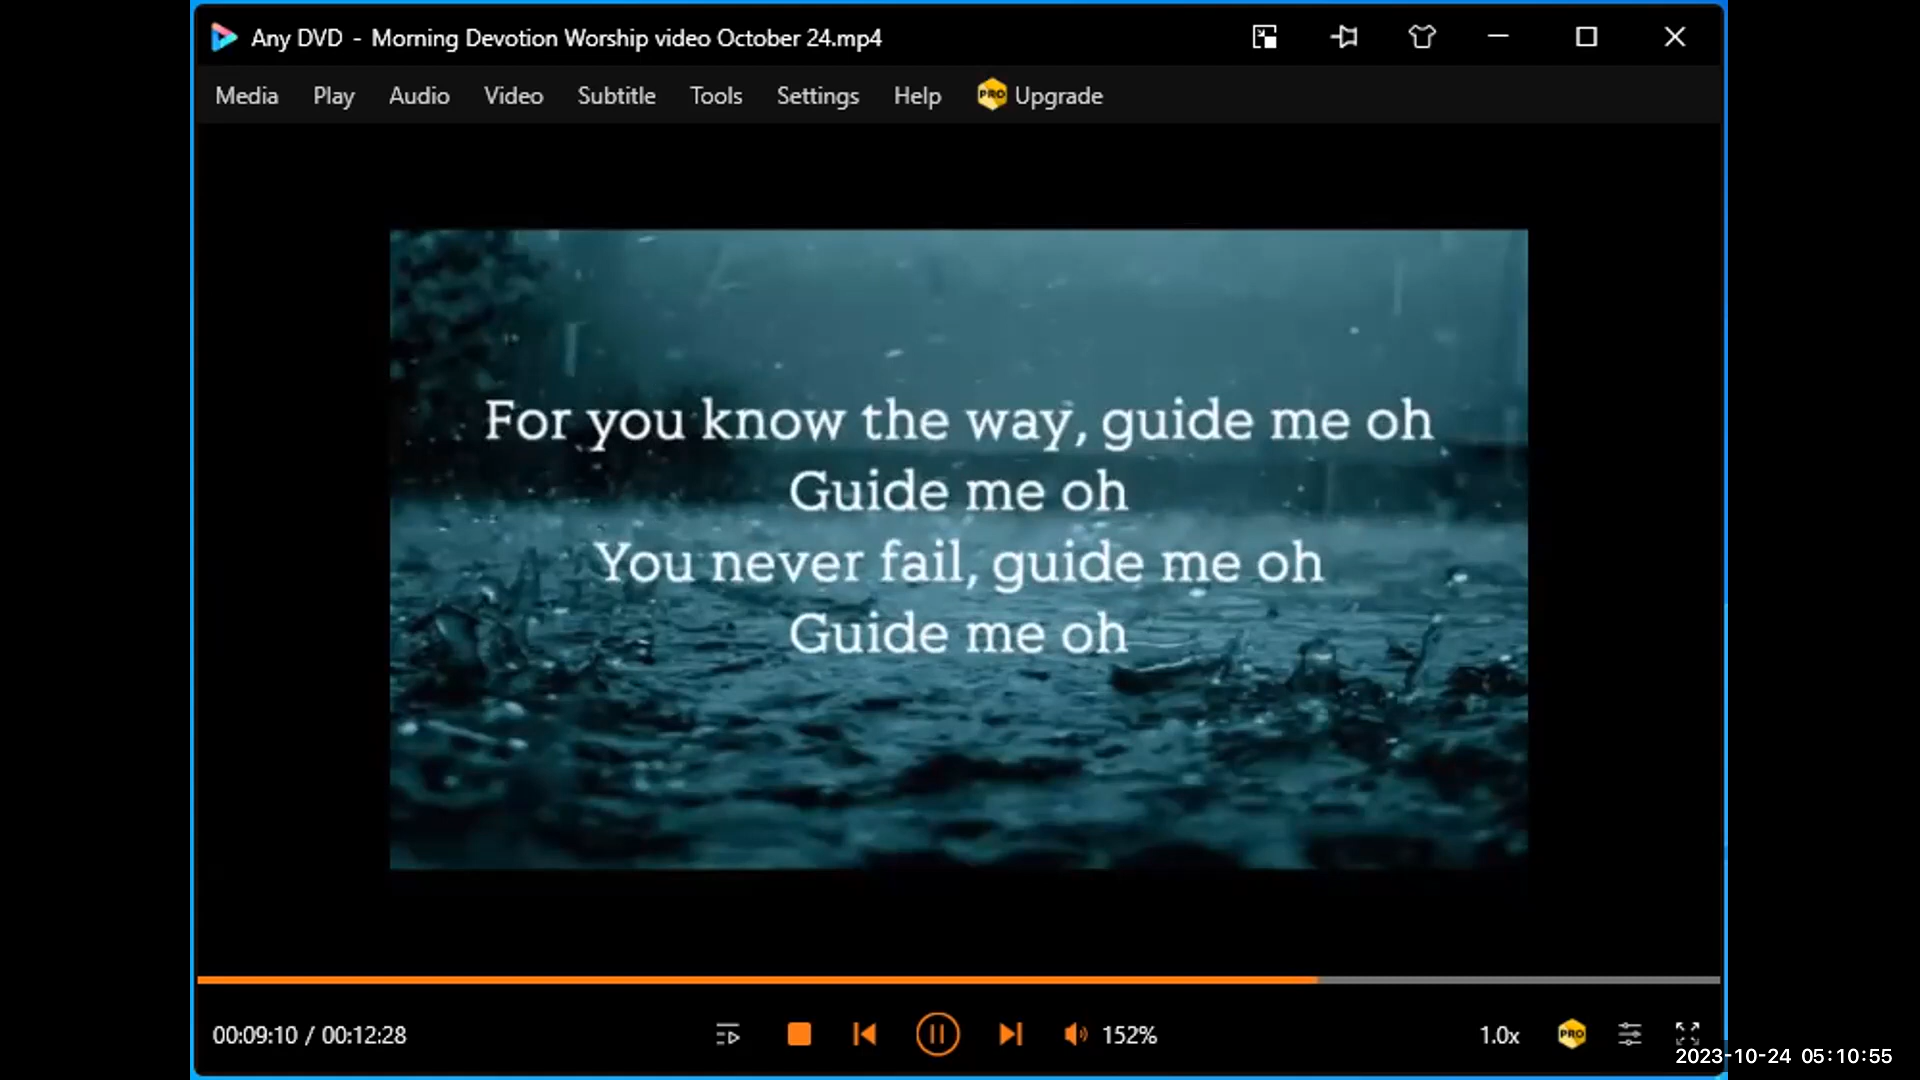 Any DVD - Morning Devotion Worship video October 24.mp4
Media Play Audio Video Subtitle Tools Settings Help PRO Upgrade
For you know the way, guide me oh
Guide me oh
You never fail, guide me oh
Guide me oh
00:09:10 / 00:12:28 152% 1.0x PRO
2023-10-24 05:10:55